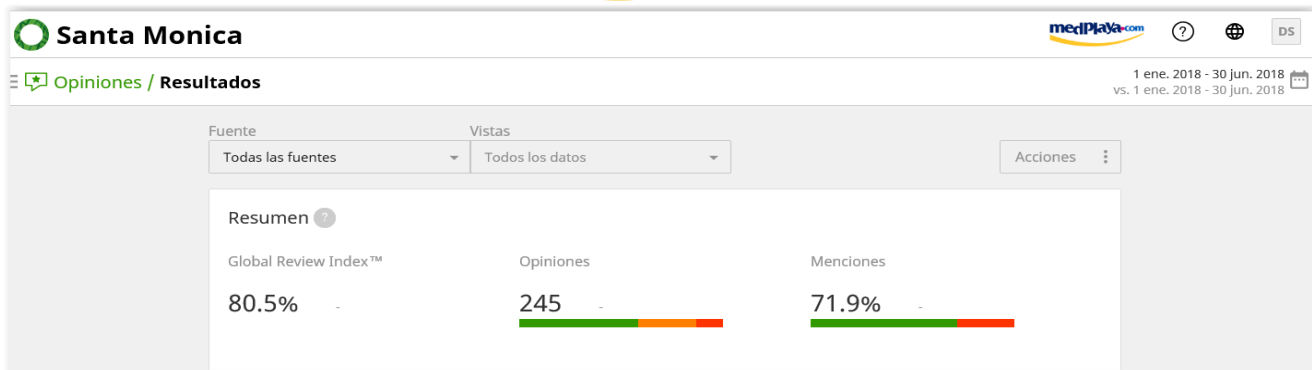 Santa Monica
medPlaya.com
?
DS
Opiniones / Resultados
1 ene. 2018 - 30 jun. 2018
vs. 1 ene. 2018 - 30 jun. 2018
Fuente
Vistas
Todas las fuentes
Todos los datos
Acciones
Resumen ?
Global Review Index™
Opiniones
Menciones
80.5% -
245 -
71.9% -